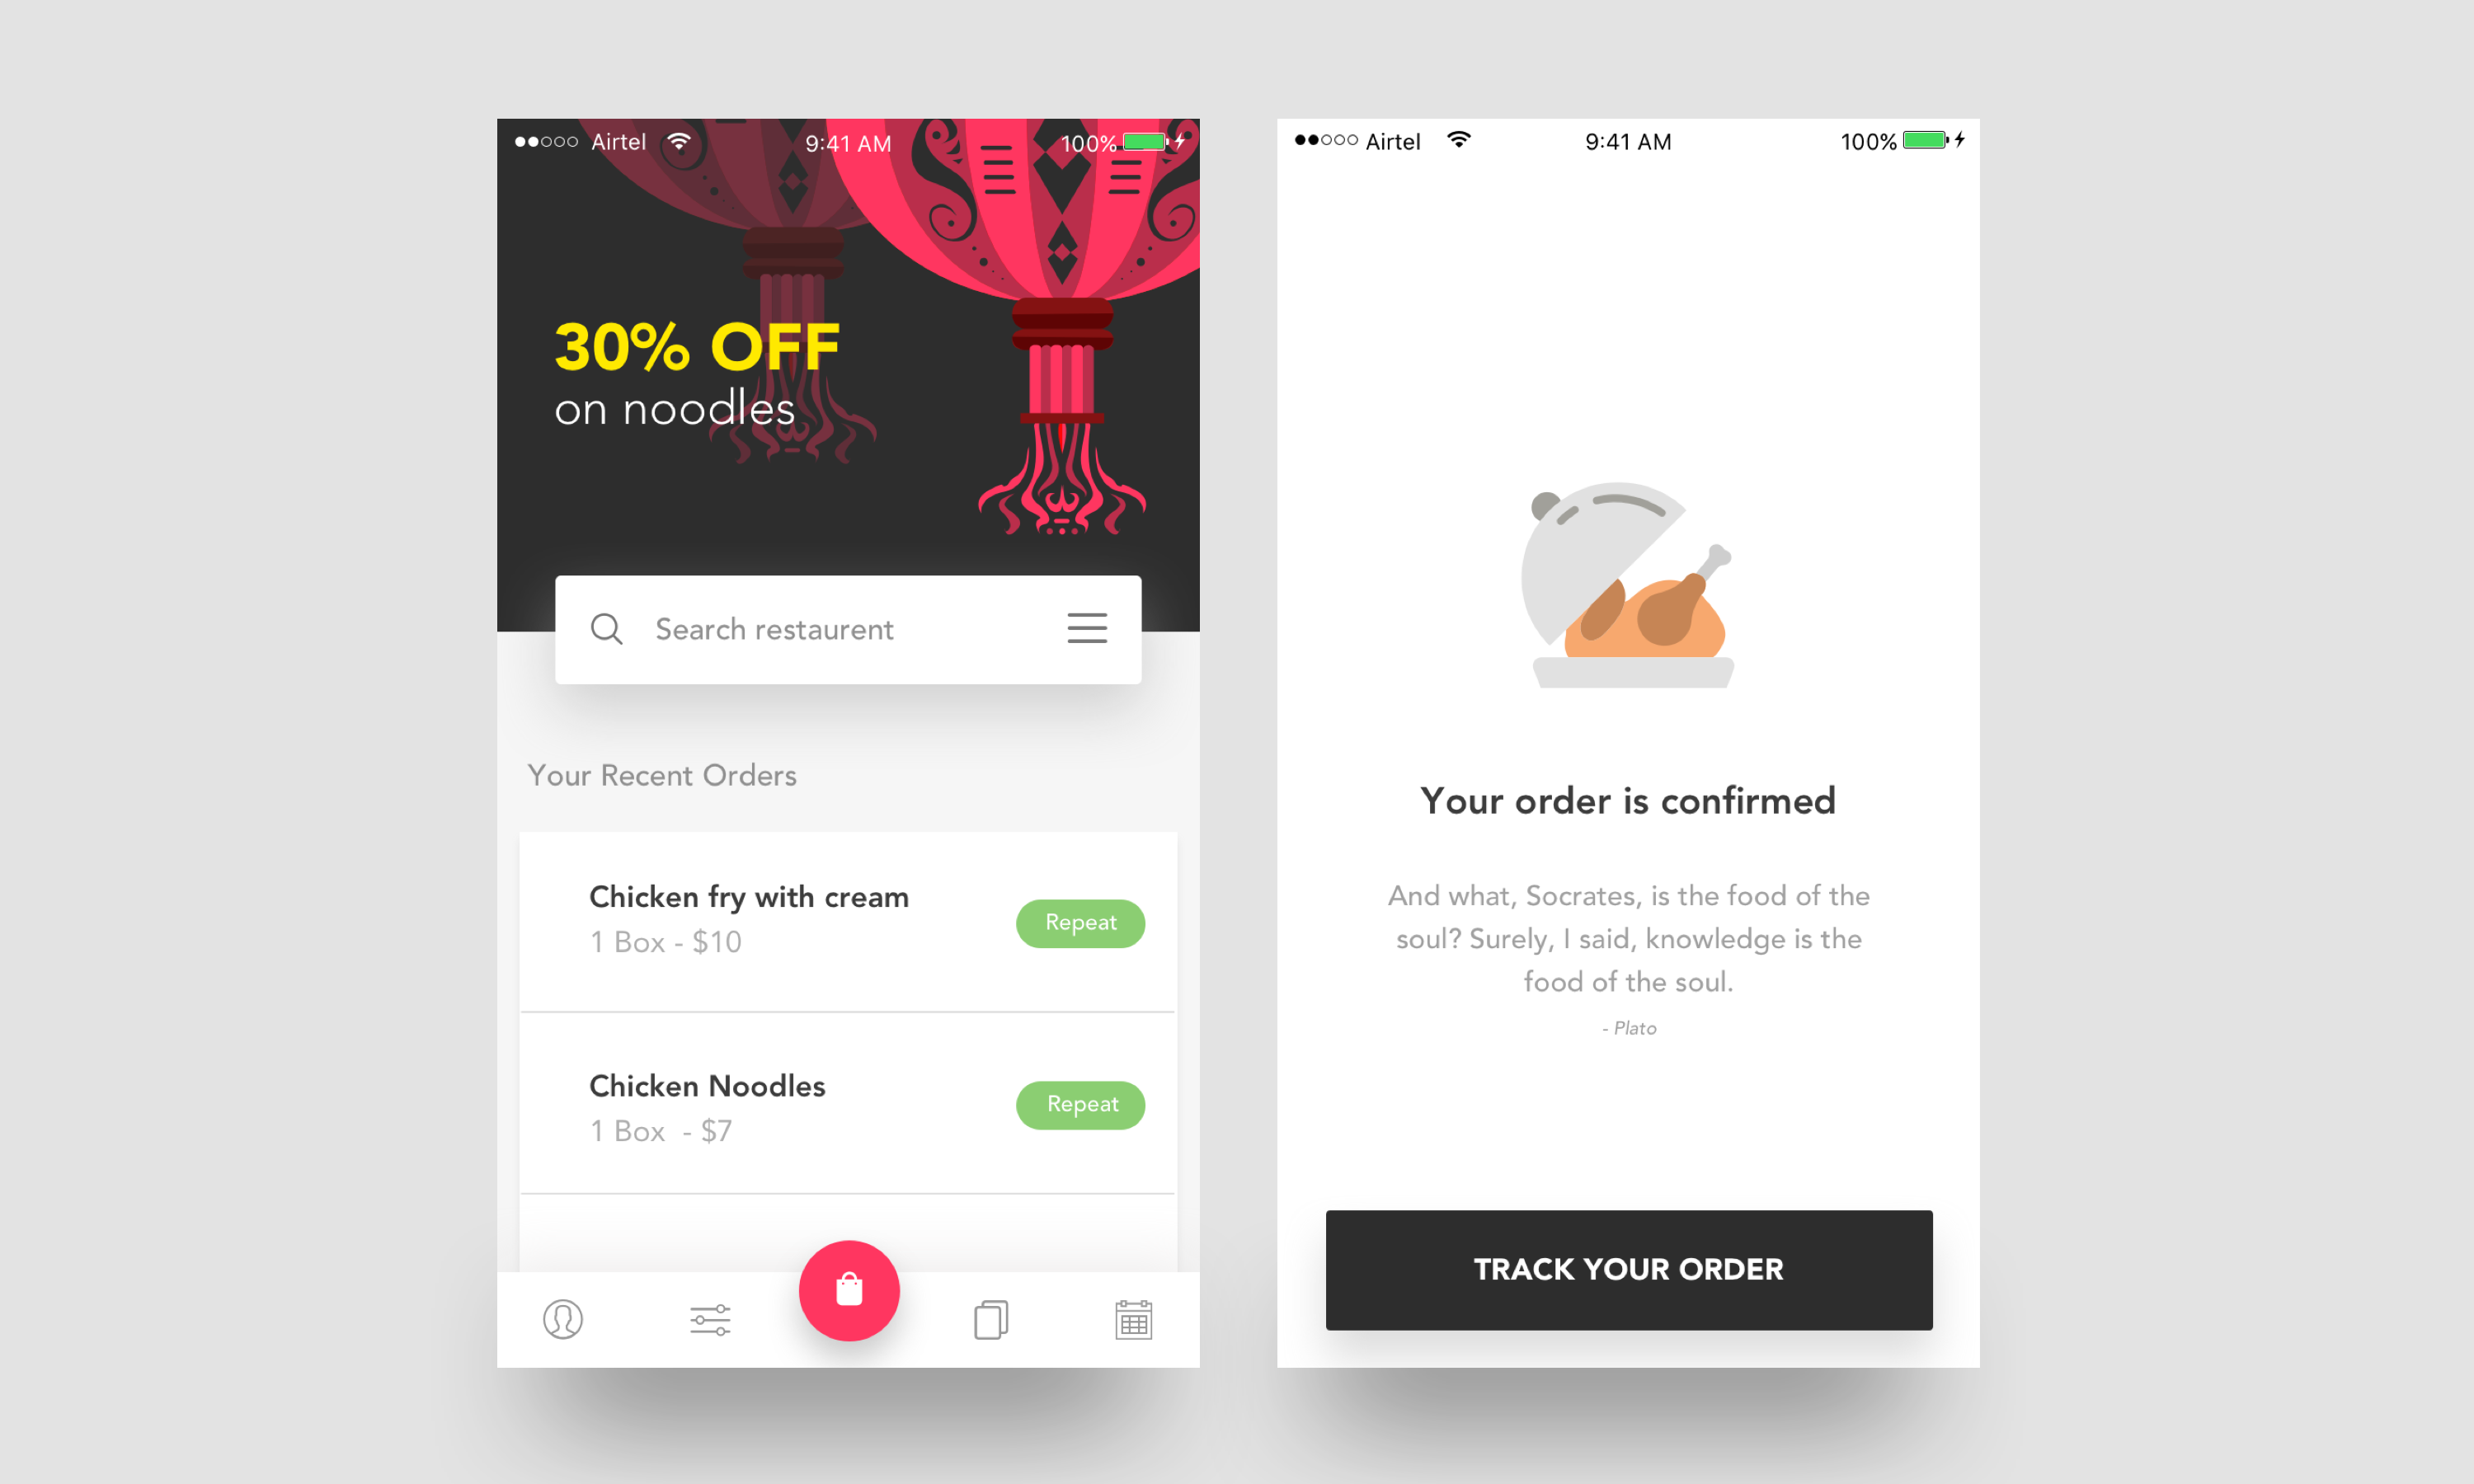 Airtel 9:41 AM 100%
30% OFF
on noodles
Search restaurent
Your Recent Orders
Chicken fry with cream
1 Box - $10
Repeat
Chicken Noodles
1 Box - $7
Repeat
Airtel 9:41 AM 100%
Your order is confirmed
And what, Socrates, is the food of the
soul? Surely, I said, knowledge is the
food of the soul.
- Plato
TRACK YOUR ORDER